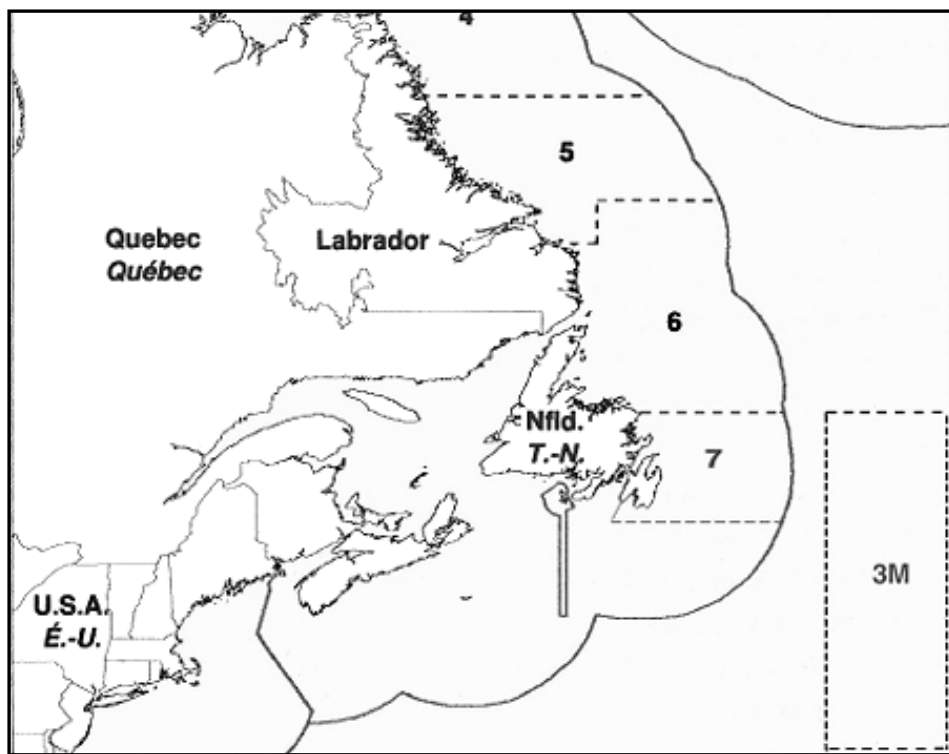 4
5
Quebec
Québec
Labrador
6
Nfld.
T.-N.
7
3M
U.S.A.
É.-U.